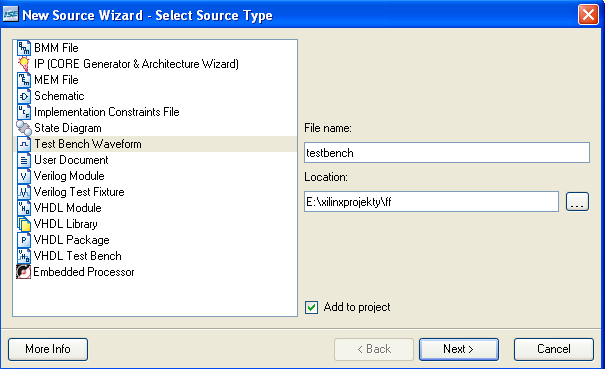 ISE New Source Wizard - Select Source Type
BMM File
IP (CORE Generator & Architecture Wizard)
MEM File
Schematic
Implementation Constraints File
State Diagram
Test Bench Waveform
User Document
Verilog Module
Verilog Test Fixture
VHDL Module
VHDL Library
VHDL Package
VHDL Test Bench
Embedded Processor
File name:
testbench
Location:
E:\xilinxprojekty\ff
...
Add to project
More Info
< Back
Next >
Cancel